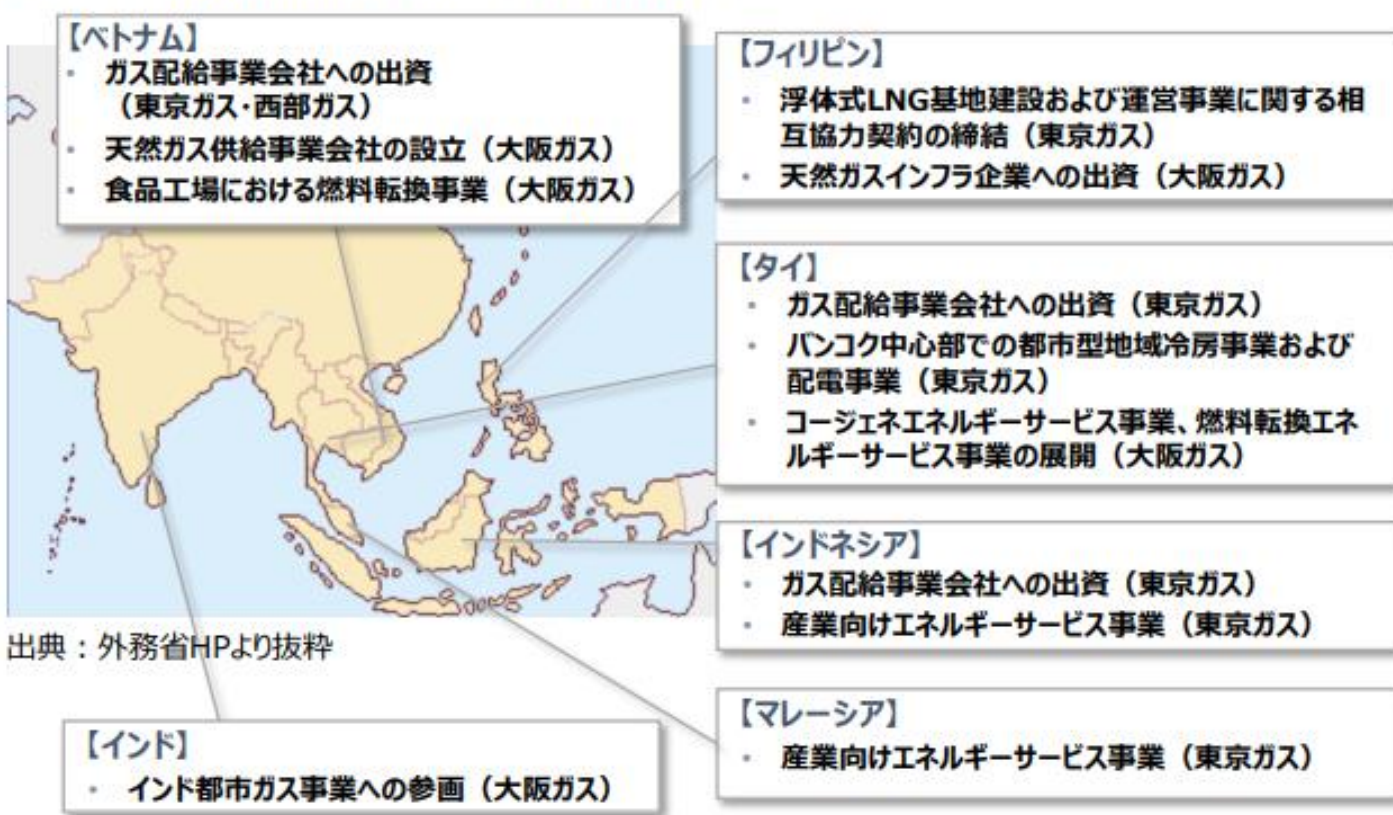 【ベトナム】
・ ガス配給事業会社への出資
（東京ガス・西部ガス）
・ 天然ガス供給事業会社の設立（大阪ガス）
・ 食品工場における燃料転換事業（大阪ガス）
【フィリピン】
・ 浮体式LNG基地建設および運営事業に関する相
互協力契約の締結（東京ガス）
・ 天然ガスインフラ企業への出資（大阪ガス）
【タイ】
・ ガス配給事業会社への出資（東京ガス）
・ バンコク中心部での都市型地域冷房事業および
配電事業（東京ガス）
・ コージェネエネルギーサービス事業、燃料転換エネ
ルギーサービス事業の展開（大阪ガス）
【インドネシア】
・ ガス配給事業会社への出資（東京ガス）
・ 産業向けエネルギーサービス事業（東京ガス）
出典：外務省HPより抜粋
【マレーシア】
・ 産業向けエネルギーサービス事業（東京ガス）
【インド】
・ インド都市ガス事業への参画（大阪ガス）